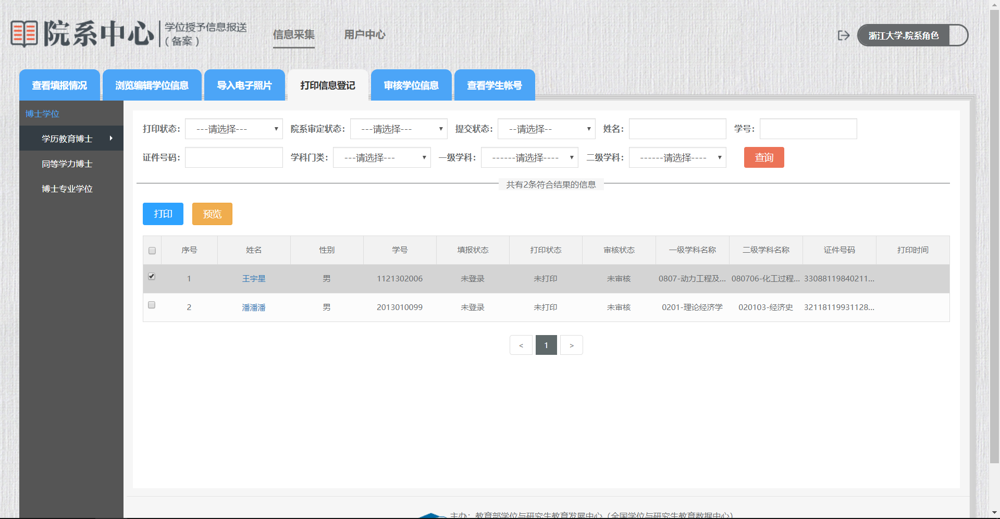 院系中心 学位授予信息报送
（备案）
信息采集 用户中心 浙江大学.院系角色
查看填报情况 浏览编辑学位信息 导入电子照片 打印信息登记 审核学位信息 查看学生帐号
博士学位
学历教育博士
同等学力博士
博士专业学位
打印状态： ---请选择--- 院系审定状态： ---请选择--- 提交状态： --请选择-- 姓名： 学号：
证件号码： 学科门类： ---请选择--- 一级学科： ------请选择---- 二级学科： ------请选择---- 查询
共有2条符合结果的信息
打印 预览
序号 姓名 性别 学号 填报状态 打印状态 审核状态 一级学科名称 二级学科名称 证件号码 打印时间
1 王宇星 男 1121302006 未登录 未打印 未审核 0807-动力工程及... 080706-化工过程... 33088119840211...
2 潘潘潘 男 2013010099 未登录 未打印 未审核 0201-理论经济学 020103-经济史 32118119931128...
< 1 >
主办：教育部学位与研究生教育发展中心（全国学位与研究生教育数据中心）